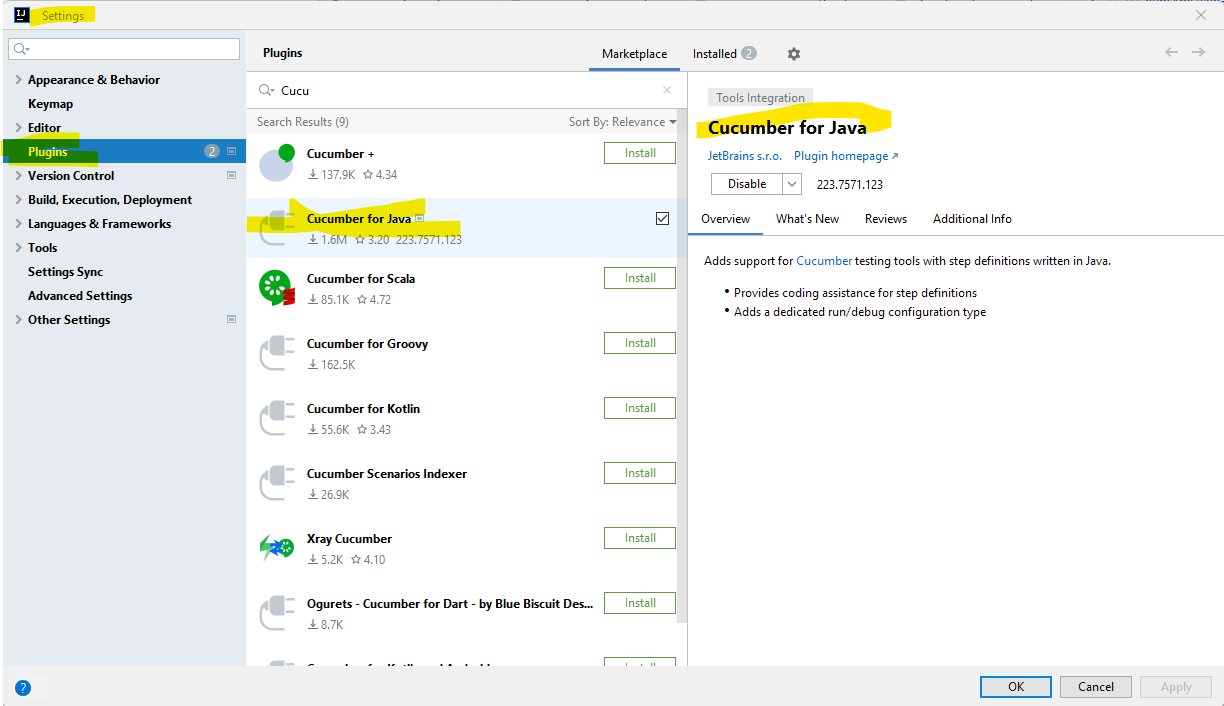 IJ
Settings
Appearance & Behavior
Keymap
Editor
Plugins 2
Version Control
Build, Execution, Deployment
Languages & Frameworks
Tools
Settings Sync
Advanced Settings
Other Settings
Plugins
Marketplace
Installed 2
Cucu
Search Results (9)
Sort By: Relevance
Cucumber +
137.9K 4.34
Install
Cucumber for Java
1.6M 3.20 223.7571.123
Cucumber for Scala
85.1K 4.72
Install
Cucumber for Groovy
162.5K
Install
Cucumber for Kotlin
55.6K 3.43
Install
Cucumber Scenarios Indexer
26.9K
Install
Xray Cucumber
5.2K 4.10
Install
Ogurets - Cucumber for Dart - by Blue Biscuit Des...
8.7K
Install
Tools Integration
Cucumber for Java
JetBrains s.r.o. Plugin homepage
Disable 223.7571.123
Overview What's New Reviews Additional Info
Adds support for Cucumber testing tools with step definitions written in Java.
• Provides coding assistance for step definitions
• Adds a dedicated run/debug configuration type
?
OK
Cancel
Apply